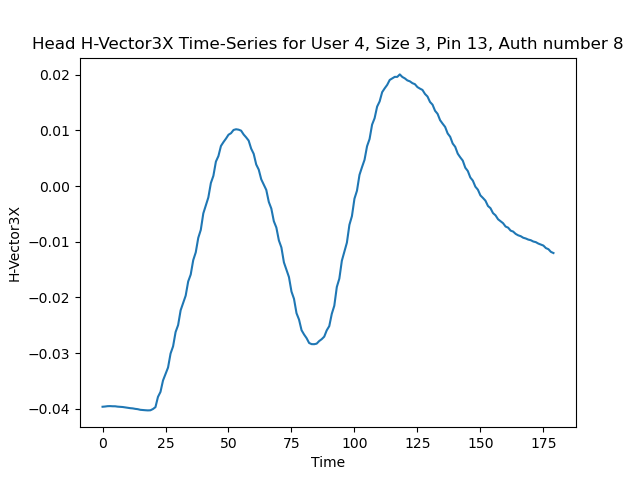 Head H-Vector3X Time-Series for User 4, Size 3, Pin 13, Auth number 8
0.02
0.01
0.00
−0.01
−0.02
−0.03
−0.04
H-Vector3X
0 25 50 75 100 125 150 175
Time